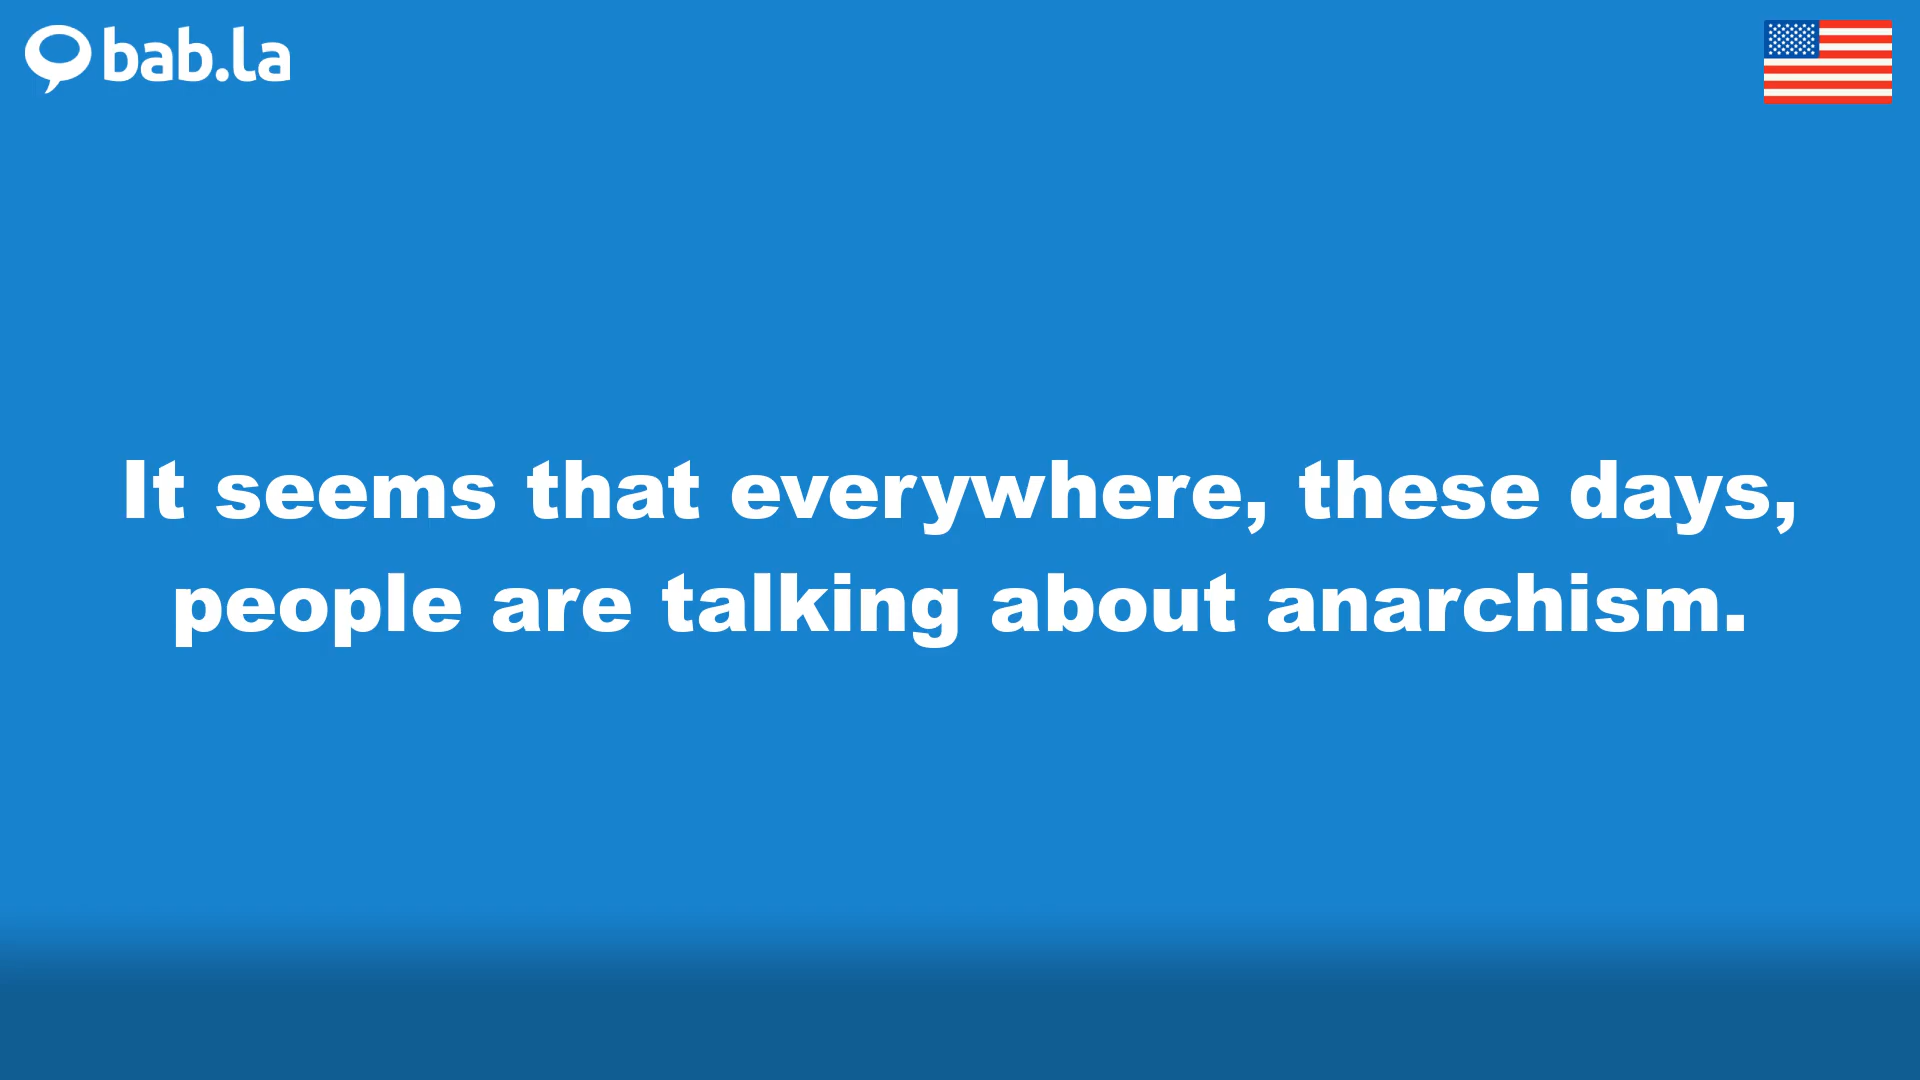 bab.la
It seems that everywhere, these days,
people are talking about anarchism.